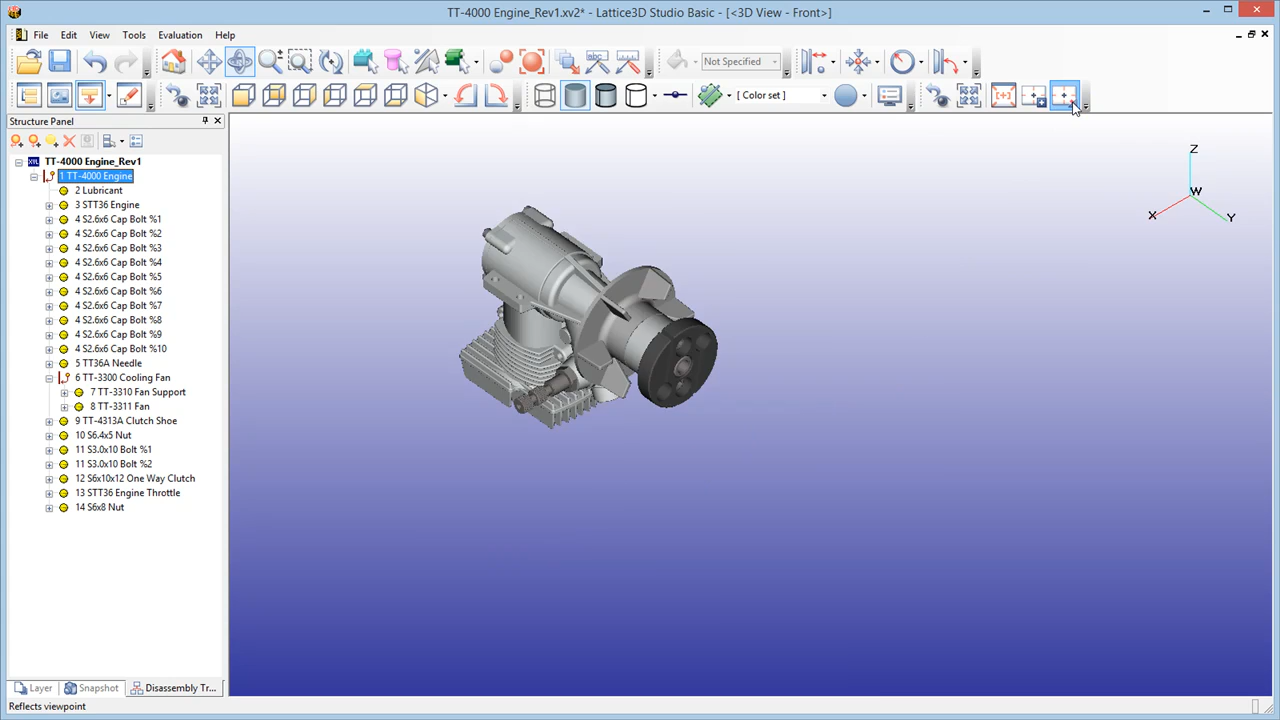 TT-4000 Engine_Rev1.xv2* - Lattice3D Studio Basic - [<3D View - Front>]
File Edit View Tools Evaluation Help
abc Not Specified
[ Color set ]
Structure Panel
XVL TT-4000 Engine_Rev1
1 TT-4000 Engine
2 Lubricant
3 STT36 Engine
4 S2.6x6 Cap Bolt %1
4 S2.6x6 Cap Bolt %2
4 S2.6x6 Cap Bolt %3
4 S2.6x6 Cap Bolt %4
4 S2.6x6 Cap Bolt %5
4 S2.6x6 Cap Bolt %6
4 S2.6x6 Cap Bolt %7
4 S2.6x6 Cap Bolt %8
4 S2.6x6 Cap Bolt %9
4 S2.6x6 Cap Bolt %10
5 TT36A Needle
6 TT-3300 Cooling Fan
7 TT-3310 Fan Support
8 TT-3311 Fan
9 TT-4313A Clutch Shoe
10 S6.4x5 Nut
11 S3.0x10 Bolt %1
11 S3.0x10 Bolt %2
12 S6x10x12 One Way Clutch
13 STT36 Engine Throttle
14 S6x8 Nut
Z
W
X
Y
Layer Snapshot Disassembly Tr...
Reflects viewpoint